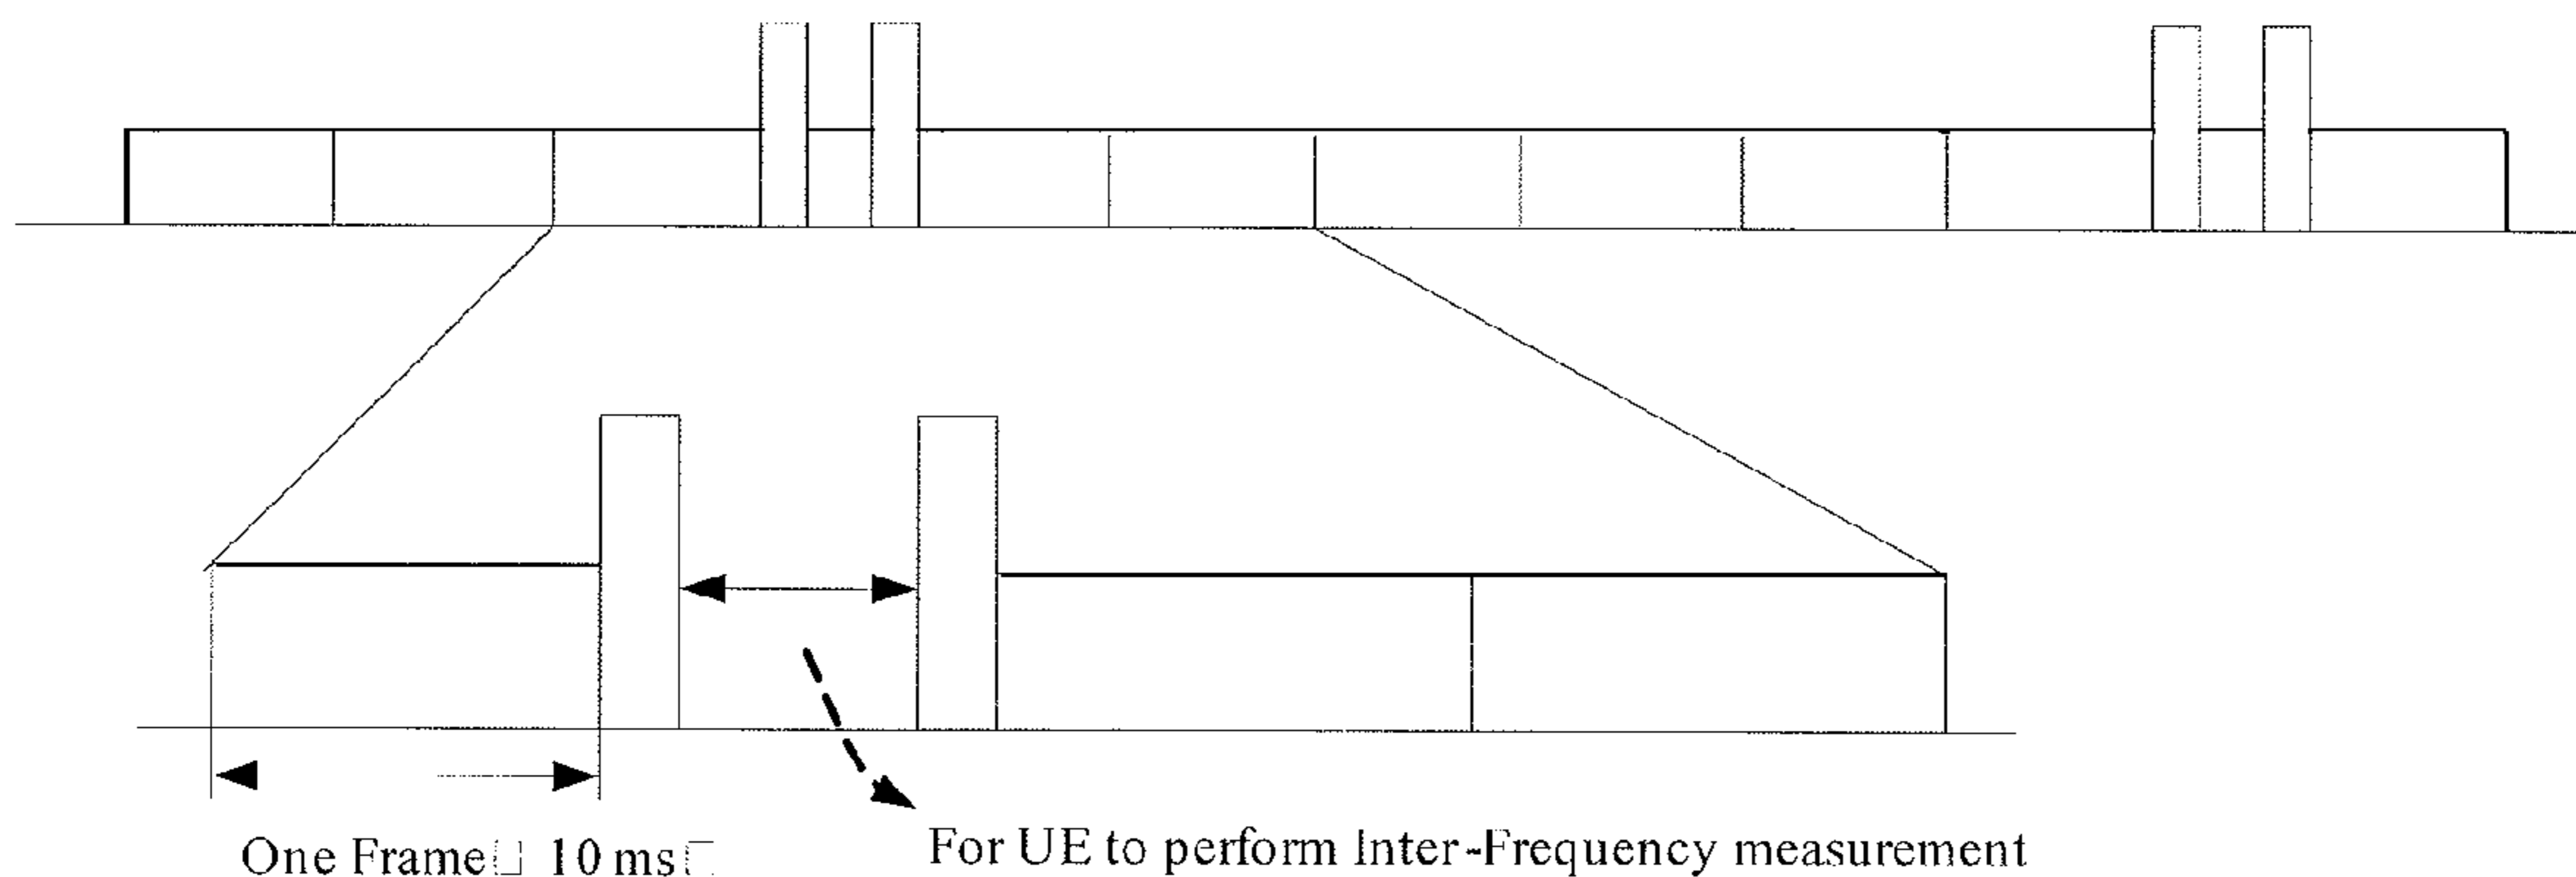 One Frame 10 ms
For UE to perform Inter-Frequency measurement